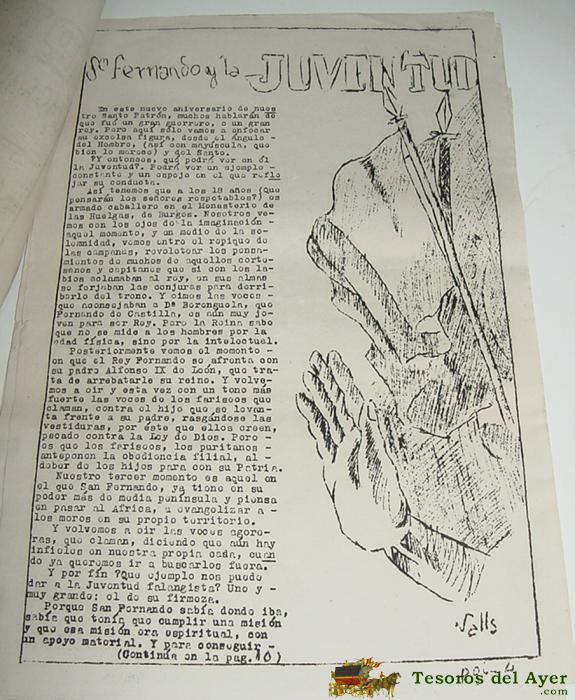 Sn Fernando y la JUVENTUD
En este nuevo aniversario de nues
tro Santo Patrón, muchos hablarán de
que fué un gran guerrero, o un gran
rey. Pero aquí sólo vamos a enfocar
su excelsa figura, desde el ángulo -
del Hombre, (así con mayúscula, que
bien lo merece) y del Santo.
?Y entonces, qué podrá ver en él
la Juventud?. Podrá ver un ejemplo -
constante y un espejo en el que refle
jar su conducta.
Así tenemos que a los 18 años (que
pensarán los señores respetables?) es
armado caballero en el Monasterio de
las Huelgas, de Burgos. Nosotros ve-
mos con los ojos de la imaginación -
aquel momento, y en medio de la so-
lemnidad, vemos entre el repique de
las campanas, revolotear los pensa-
mientos de muchos de aquellos corte-
sanos y capitanes que si con los la-
bios aclamaban al rey, en sus almas
se forjaban las conjuras para derri-
barlo del trono. Y oimos las voces -
que aconsejaban a Dª Berenguela, que
Fernando de Castilla, es aún muy jo-
ven para ser Rey. Pero la Reina sabe
que no se mide a los hombres por la
edad física, sino por la intelectual.
Posteriormente vemos el momento -
en que el Rey Fernando se afronta con
su padre Alfonso IX de León, que tra-
ta de arrebatarle su reino. Y volve-
mos a oir y esta vez con un tono más
fuerte las voces de los fariseos que
claman, contra el hijo que se levan-
ta frente a su padre, rasgándose las
vestiduras, por éste que ellos creen,
pecado contra la Ley de Dios. Pero -
es que los fariseos, los puritanos -
anteponen la obediencia filial, al -
deber de los hijos para con su Patria.
Nuestro tercer momento es aquel en
el que San Fernando, ya tiene en su
poder más de media península y piensa
en pasar al Africa, a evangelizar a -
los moros en su propio territorio.
Y volvemos a oir las voces agore-
ras, que claman, diciendo que aún hay
infieles en nuestra propia casa, cuan
do ya queremos ir a buscarlos fuera.
Y por fin ?Que ejemplo nos puede
dar a la Juventud falangista? Uno y -
muy grande: el de su firmeza.
Porque San Fernando sabía donde iba,
sabía que tenía que cumplir una misión
y que esa misión era espiritual, con
un apoyo material. Y para conseguir -
(Continúa en la pag. 10)
Valls
Tesoros del Ayer
.com